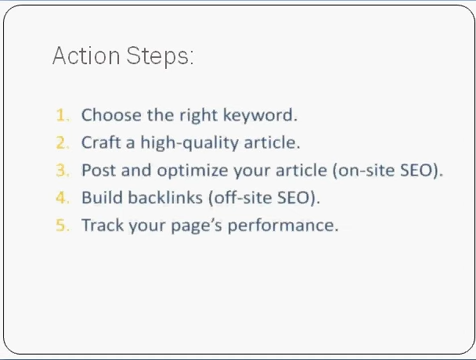 Action Steps:
1. Choose the right keyword.
2. Craft a high-quality article.
3. Post and optimize your article (on-site SEO).
4. Build backlinks (off-site SEO).
5. Track your page's performance.